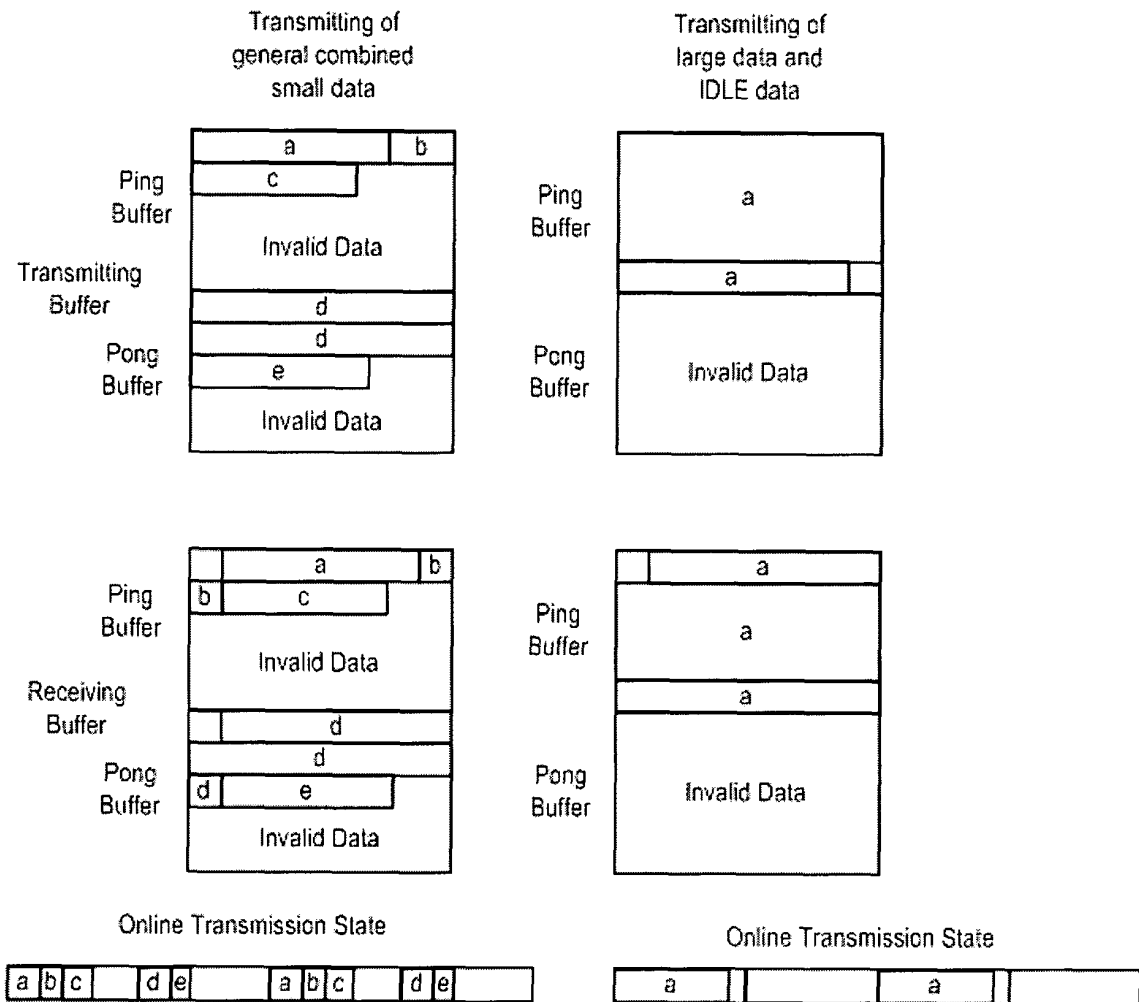 Transmitting of
general combined
small data
Transmitting of
large data and
IDLE data
a b
Ping
Buffer
c
Invalid Data
Transmitting
Buffer
d
d
Pong
Buffer
e
Invalid Data
Ping
Buffer
a
a
Pong
Buffer
Invalid Data
a b
Ping
Buffer
b c
Invalid Data
Receiving
Buffer
d
d
Pong
Buffer
d e
Invalid Data
a
Ping
Buffer
a
a
Pong
Buffer
Invalid Data
Online Transmission State
a b c d e a b c d e
Online Transmission State
a a